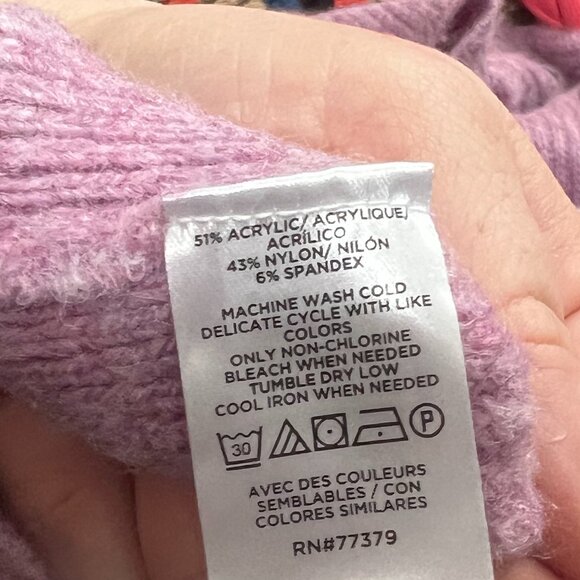 51% ACRYLIC/ ACRYLIQUE/
ACRÍLICO
43% NYLON/ NILÓN
6% SPANDEX
MACHINE WASH COLD
DELICATE CYCLE WITH LIKE
COLORS
ONLY NON-CHLORINE
BLEACH WHEN NEEDED
TUMBLE DRY LOW
COOL IRON WHEN NEEDED
30 P
AVEC DES COULEURS
SEMBLABLES / CON
COLORES SIMILARES
RN#77379